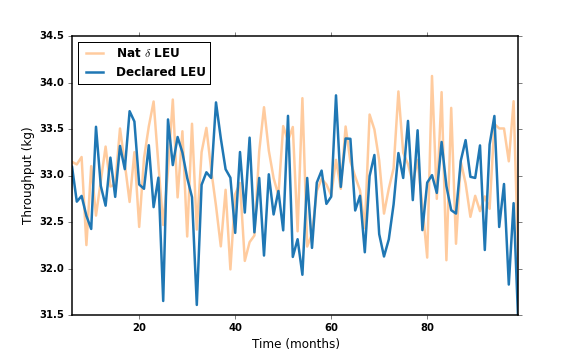 34.5
34.0
33.5
33.0
32.5
32.0
31.5
Throughput (kg)
Nat δ LEU
Declared LEU
20 40 60 80
Time (months)